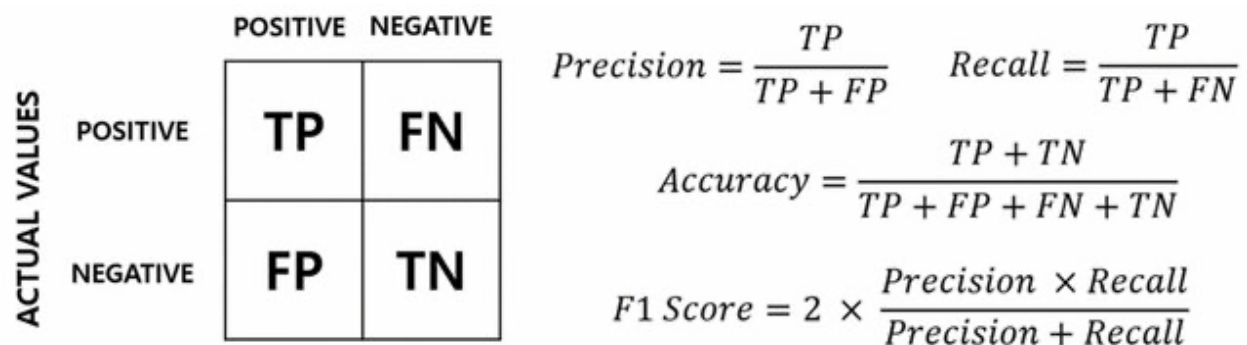 POSITIVE NEGATIVE
ACTUAL VALUES
POSITIVE TP FN
NEGATIVE FP TN
Precision = TP / (TP + FP)
Recall = TP / (TP + FN)
Accuracy = (TP + TN) / (TP + FP + FN + TN)
F1 Score = 2 × (Precision × Recall) / (Precision + Recall)